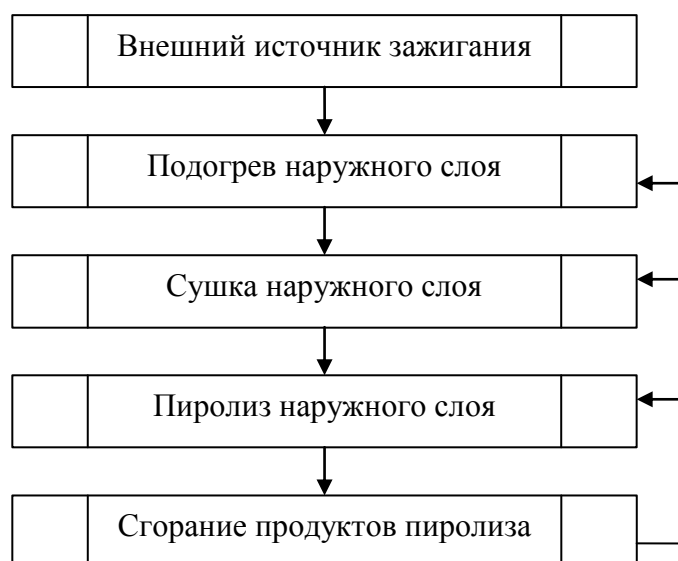 Внешний источник зажигания
Подогрев наружного слоя
Сушка наружного слоя
Пиролиз наружного слоя
Сгорание продуктов пиролиза